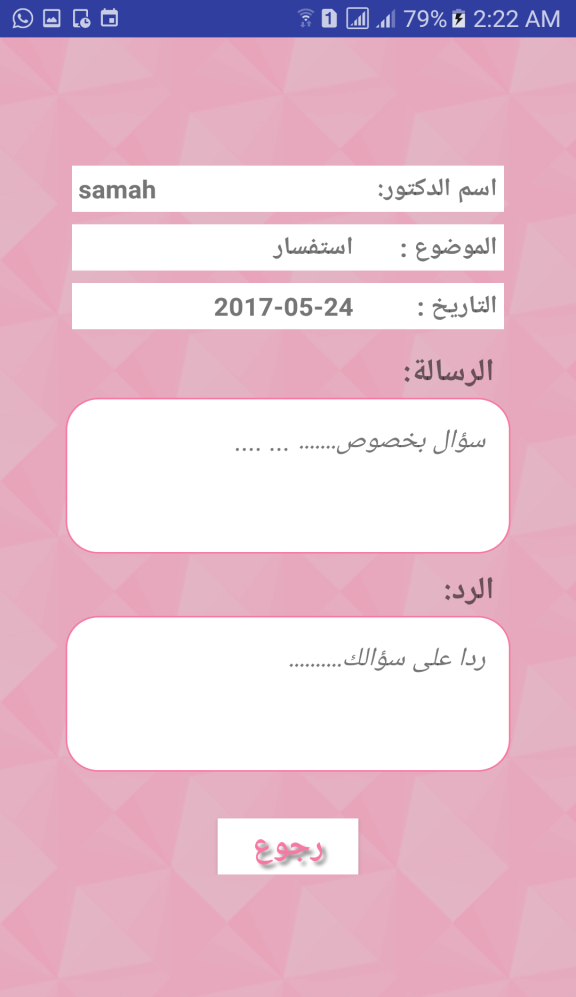 79% 2:22 AM
اسم الدكتور: samah
الموضوع : استفسار
التاريخ : 2017-05-24
الرسالة:
سؤال بخصوص....... ... ....
الرد:
ردا على سؤالك..........
رجوع